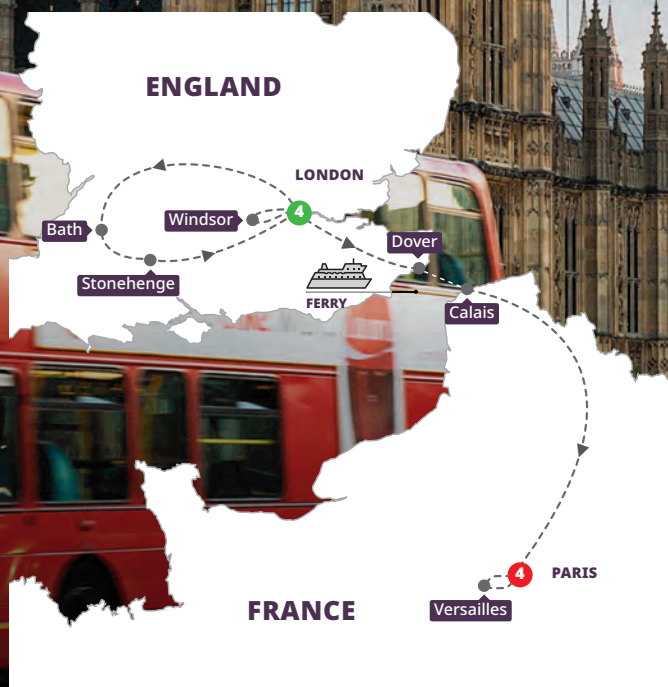 ENGLAND
LONDON
4
Windsor
Bath
Stonehenge
Dover
FERRY
Calais
4
PARIS
Versailles
FRANCE